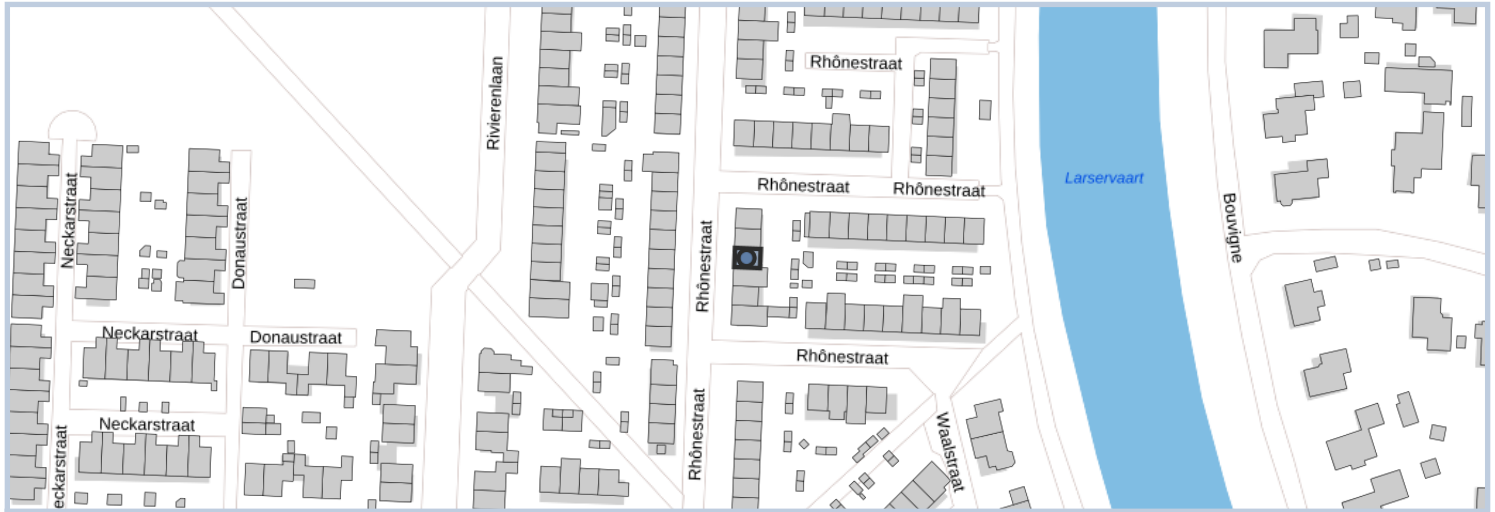 Rhônestraat
Rivierenlaan
Larservaart
Rhônestraat
Rhônestraat
Neckarstraat
Donaustraat
Bouvigne
Rhônestraat
Neckarstraat
Donaustraat
Rhônestraat
Neckarstraat
Rhônestraat
Waalstraat
eckarstraat